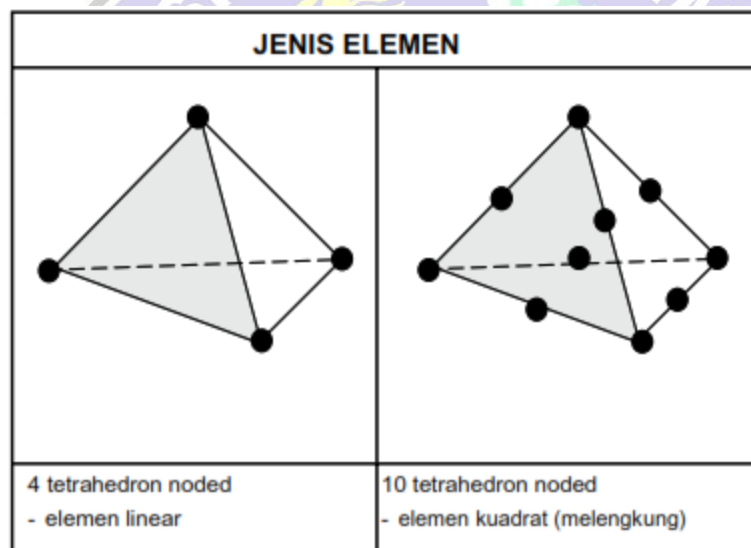 JENIS ELEMEN
4 tetrahedron noded
- elemen linear
10 tetrahedron noded
- elemen kuadrat (melengkung)